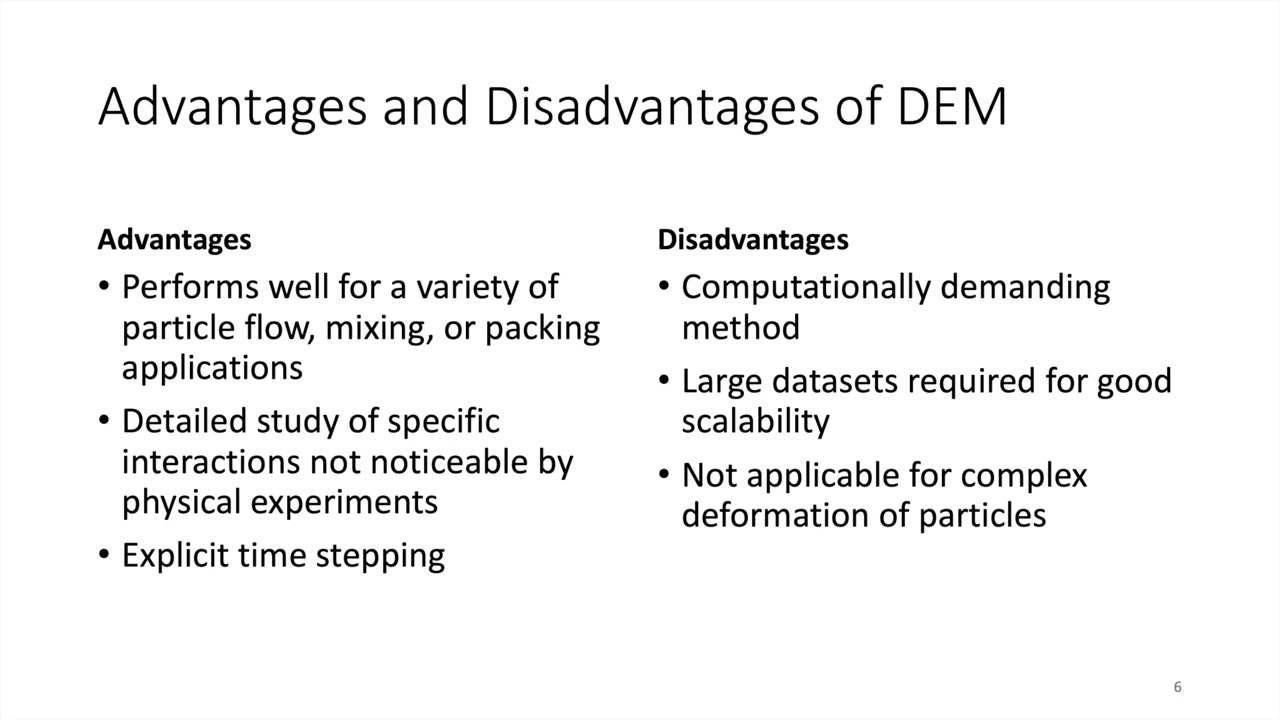 Advantages and Disadvantages of DEM
Advantages
• Performs well for a variety of
particle flow, mixing, or packing
applications
• Detailed study of specific
interactions not noticeable by
physical experiments
• Explicit time stepping
Disadvantages
• Computationally demanding
method
• Large datasets required for good
scalability
• Not applicable for complex
deformation of particles
6